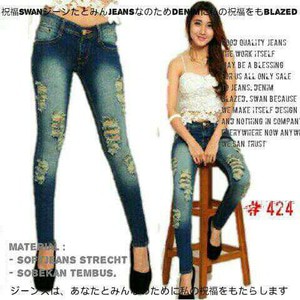 祝福SWANジーンたとみんJEANSなのためDENIMに私の祝福をもBLAZED
GOOD QUALITY JEANS
THE WORK ITSELF
MAY BE A BLESSING
FOR US ALL ONLY SALE
JEANS. DENIM
BLAZED. SWAN BECAUSE
WE MAKE ITSELF DESIGN
AND NOTHING IN COMPANY
EVERYWHERE NOW ANYWHERE
CAN TRUST
# 424
MATERIAL :
- SOFTJEANS STRECHT
- SOBEKAN TEMBUS.
ジーンズは、あなたとみんなのために私の祝福をもたらします